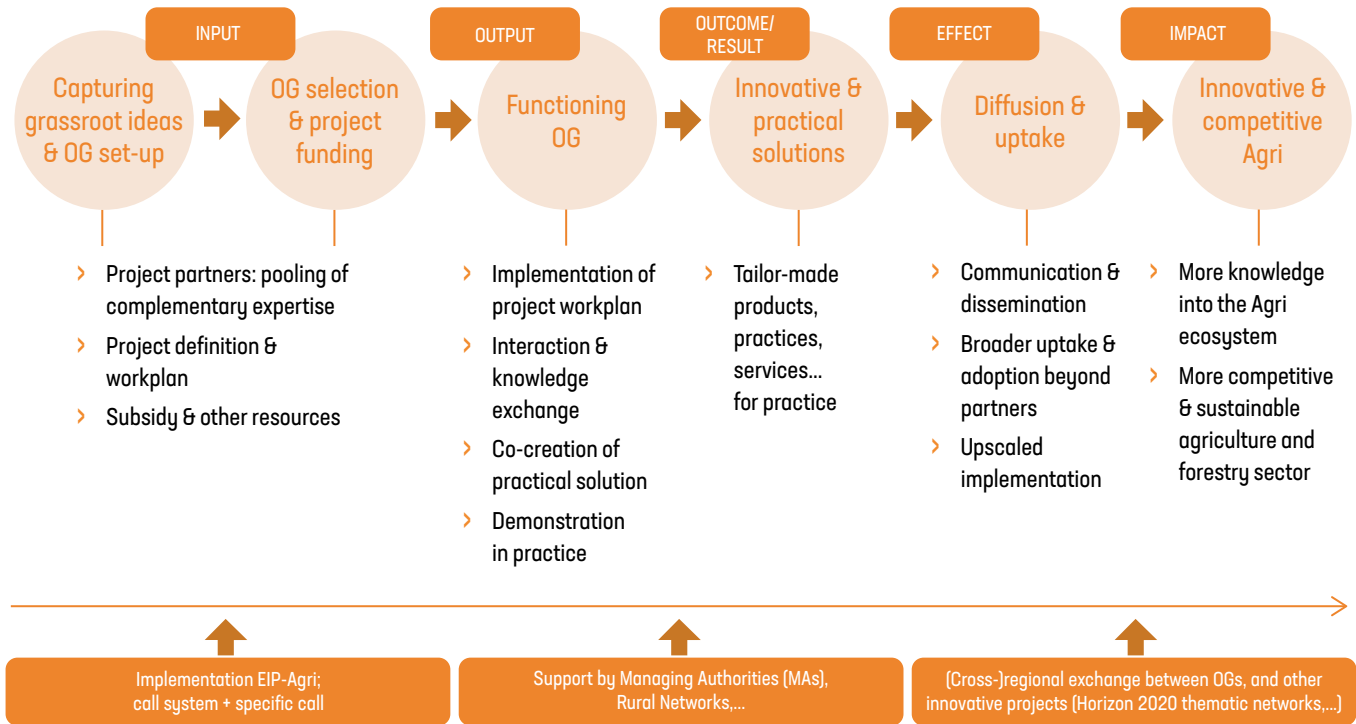 INPUT
OUTPUT
OUTCOME/
RESULT
EFFECT
IMPACT
Capturing
grassroot ideas
& OG set-up
OG selection
& project
funding
Functioning
OG
Innovative &
practical
solutions
Diffusion &
uptake
Innovative &
competitive
Agri
> Project partners: pooling of
complementary expertise
> Project definition &
workplan
> Subsidy & other resources
> Implementation of
project workplan
> Interaction &
knowledge
exchange
> Co-creation of
practical solution
> Demonstration
in practice
> Tailor-made
products,
practices,
services...
for practice
> Communication &
dissemination
> Broader uptake &
adoption beyond
partners
> Upscaled
implementation
> More knowledge
into the Agri
ecosystem
> More competitive
& sustainable
agriculture and
forestry sector
Implementation EIP-Agri;
call system + specific call
Support by Managing Authorities (MAs),
Rural Networks,...
(Cross-)regional exchange between OGs, and other
innovative projects (Horizon 2020 thematic networks,...)